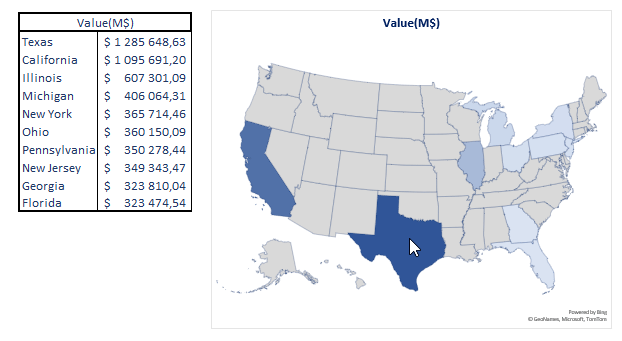 Value(M$)
Texas $ 1 285 648,63
California $ 1 095 691,20
Illinois $ 607 301,09
Michigan $ 406 064,31
New York $ 365 714,46
Ohio $ 360 150,09
Pennsylvania $ 350 278,44
New Jersey $ 349 343,47
Georgia $ 323 810,04
Florida $ 323 474,54
Value(M$)
Powered by Bing
© GeoNames, Microsoft, TomTom